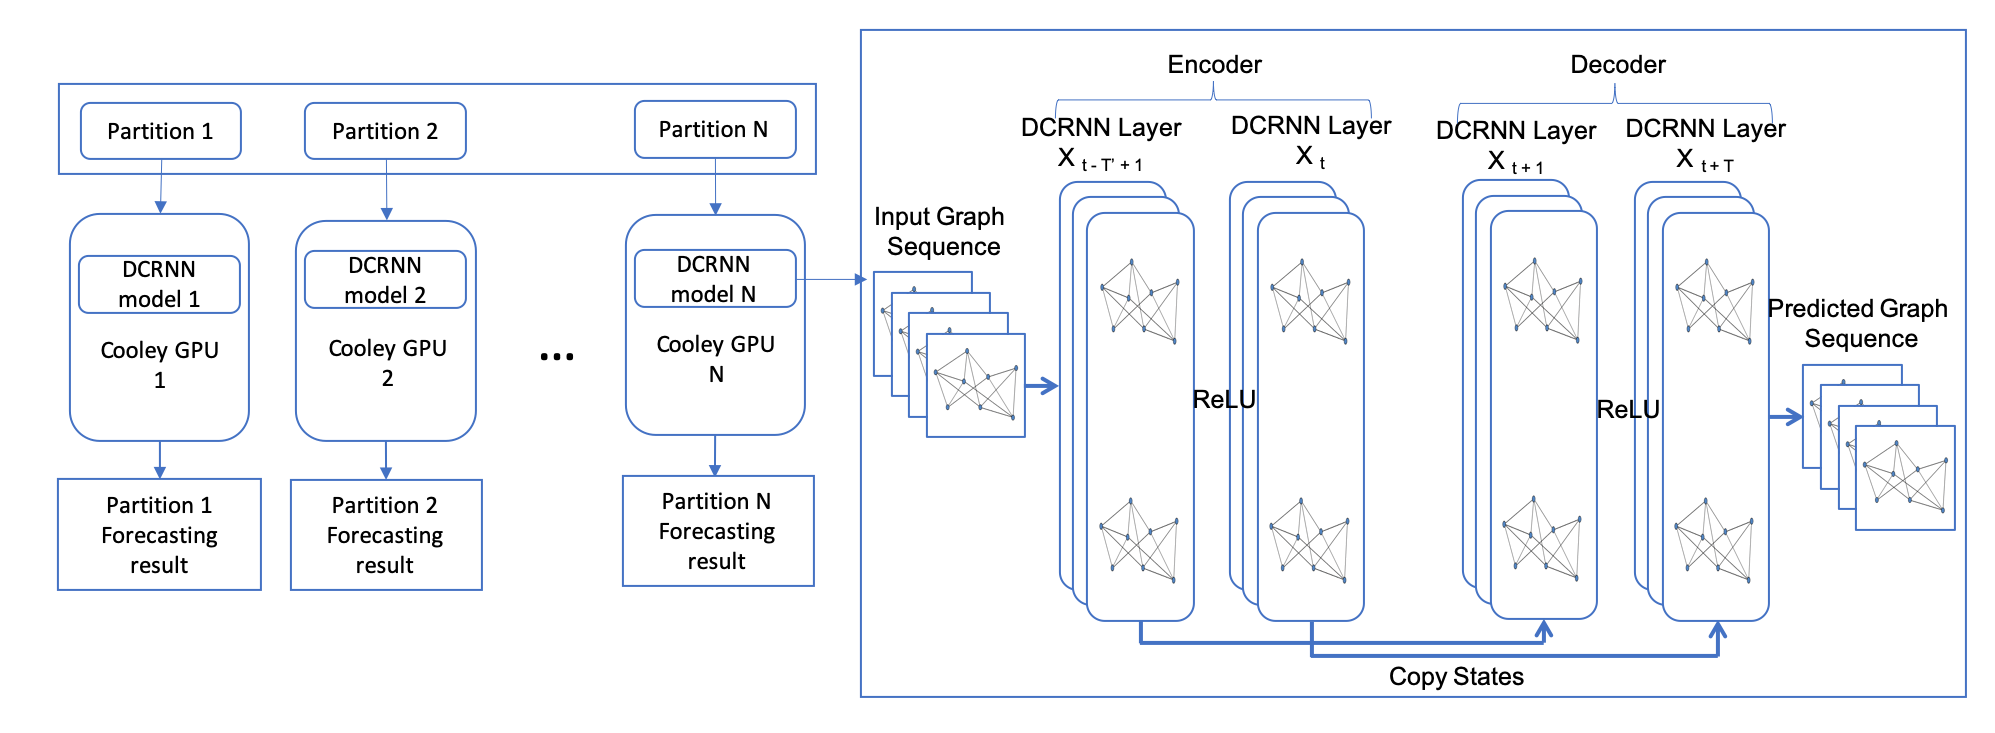 Partition 1
Partition 2
Partition N
DCRNN
model 1
Cooley GPU
1
DCRNN
model 2
Cooley GPU
2
...
DCRNN
model N
Cooley GPU
N
Partition 1
Forecasting
result
Partition 2
Forecasting
result
Partition N
Forecasting
result
Encoder
Decoder
DCRNN Layer
X t - T' + 1
DCRNN Layer
X t
DCRNN Layer
X t + 1
DCRNN Layer
X t + T
Input Graph
Sequence
ReLU
ReLU
Predicted Graph
Sequence
Copy States